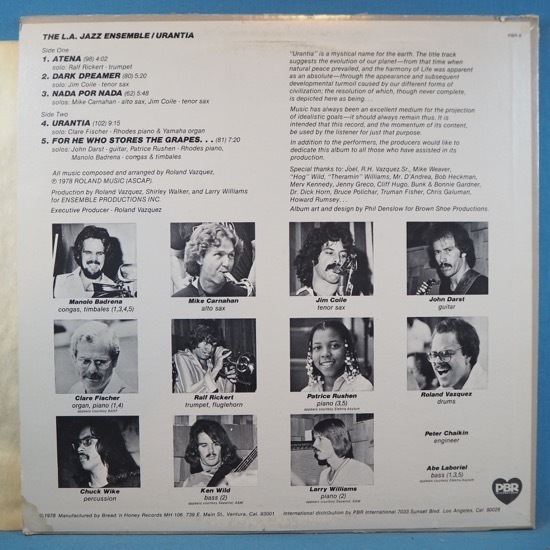 THE L.A. JAZZ ENSEMBLE / URANTIA
PBR 8
Side One
1. ATENA (98) 4:02
solo: Ralf Rickert - trumpet
2. DARK DREAMER (80) 5:20
solo: Jim Coile - tenor sax
3. NADA POR NADA (62) 5:48
solos: Mike Carnahan - alto sax, Jim Coile - tenor sax
Side Two
4. URANTIA (102) 9:15
solo: Clare Fischer - Rhodes piano & Yamaha organ
5. FOR HE WHO STORES THE GRAPES. . . (81) 7:20
solos: John Darst - guitar, Patrice Rushen - Rhodes piano,
Manolo Badrena - congas & timbales
All music composed and arranged by Roland Vazquez,
℗ 1978 ROLAND MUSIC (ASCAP).
Production by Roland Vazquez, Shirley Walker, and Larry Williams
for ENSEMBLE PRODUCTIONS INC.
Executive Producer - Roland Vazquez
"Urantia" is a mystical name for the earth. The title track
suggests the evolution of our planet—from that time when
natural peace prevailed, and the harmony of Life was apparent
as an absolute—through the appearance and subsequent
developmental turmoil caused by our different forms of
civilization; the resolution of which, though never complete,
is depicted here as being. . .
Music has always been an excellent medium for the projection
of idealistic goals—it should always remain thus. It is
intended that this record, and the momentum of its content,
be used by the listener for just that purpose.
In addition to the performers, the producers would like to
dedicate this album to all those who have assisted in its
production.
Special thanks to: Joel, R.H. Vazquez,Sr., Mike Weaver,
"Hog" Wild, "Theramin" Williams, Mr. D'Andrea, Bob Heckman,
Merv Kennedy, Jenny Greco, Cliff Hugo, Bunk & Bonnie Gardner,
Dr. Dick Horn, Bruce Polichar, Truman Fisher, Chris Galuman,
Howard Rumsey. . .
Album art and design by Phil Denslow for Brown Shoe Productions.
Manolo Badrena
congas, timbales (1,3,4,5)
Mike Carnahan
alto sax
Jim Coile
tenor sax
John Darst
guitar
Clare Fischer
organ, piano (1,4)
Ralf Rickert
trumpet, fluglehorn
Patrice Rushen
piano (3,5)
appears courtesy Elektra Asylum
Roland Vazquez
drums
Peter Chaikin
engineer
Abe Laboriel
bass (1,3,5)
Chuck Wike
percussion
Ken Wild
bass (2)
Larry Williams
piano (2)
PBR
©1978 Manufactured by Bread 'n Honey Records MH 106 739 E. Main St., Ventura, Cal. 93001 International distribution by PBR International 7033 Sunset Blvd. Los Angeles, Cal. 90028